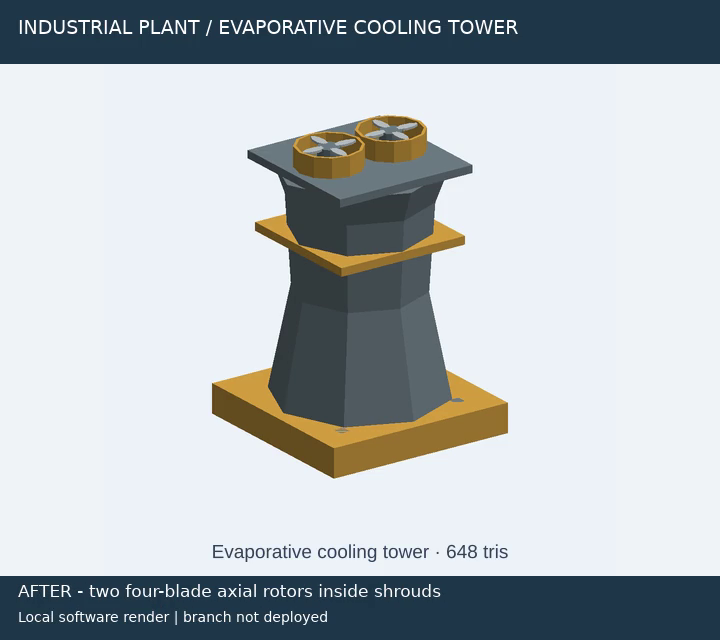 INDUSTRIAL PLANT / EVAPORATIVE COOLING TOWER
Evaporative cooling tower · 648 tris
AFTER - two four-blade axial rotors inside shrouds
Local software render | branch not deployed